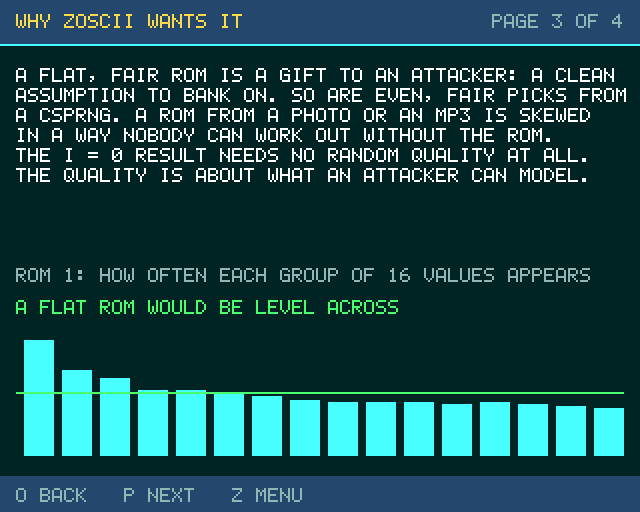 WHY ZOSCII WANTS IT
PAGE 3 OF 4
A FLAT, FAIR ROM IS A GIFT TO AN ATTACKER: A CLEAN
ASSUMPTION TO BANK ON. SO ARE EVEN, FAIR PICKS FROM
A CSPRNG. A ROM FROM A PHOTO OR AN MP3 IS SKEWED
IN A WAY NOBODY CAN WORK OUT WITHOUT THE ROM.
THE I = 0 RESULT NEEDS NO RANDOM QUALITY AT ALL.
THE QUALITY IS ABOUT WHAT AN ATTACKER CAN MODEL.
ROM 1: HOW OFTEN EACH GROUP OF 16 VALUES APPEARS
A FLAT ROM WOULD BE LEVEL ACROSS
O BACK P NEXT Z MENU